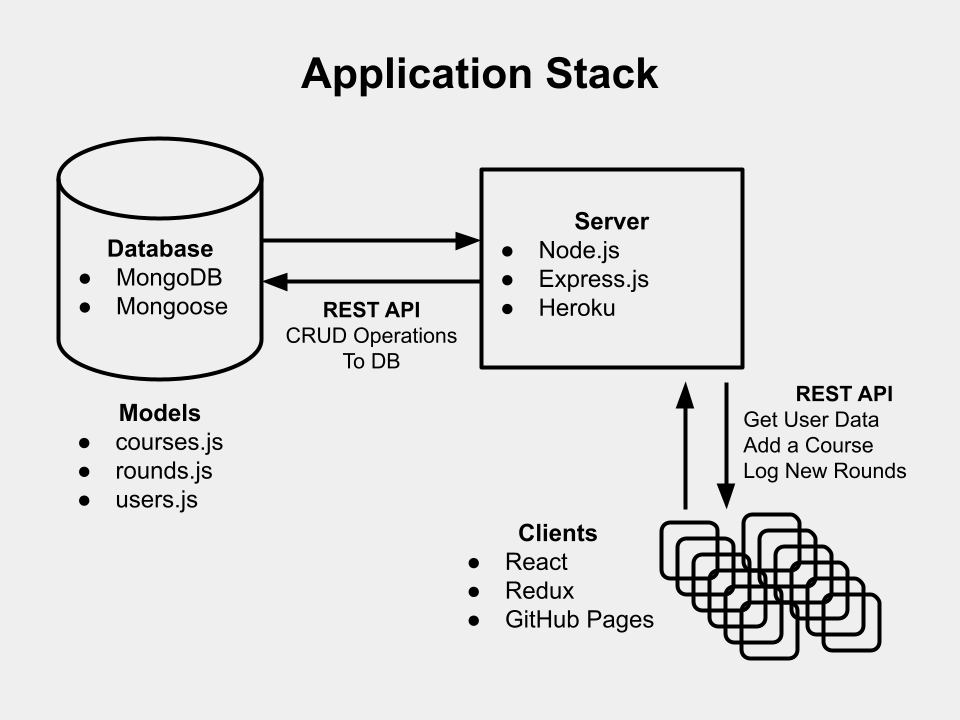 Application Stack
Database
● MongoDB
● Mongoose
Server
● Node.js
● Express.js
● Heroku
REST API
CRUD Operations
To DB
Models
● courses.js
● rounds.js
● users.js
REST API
Get User Data
Add a Course
Log New Rounds
Clients
● React
● Redux
● GitHub Pages